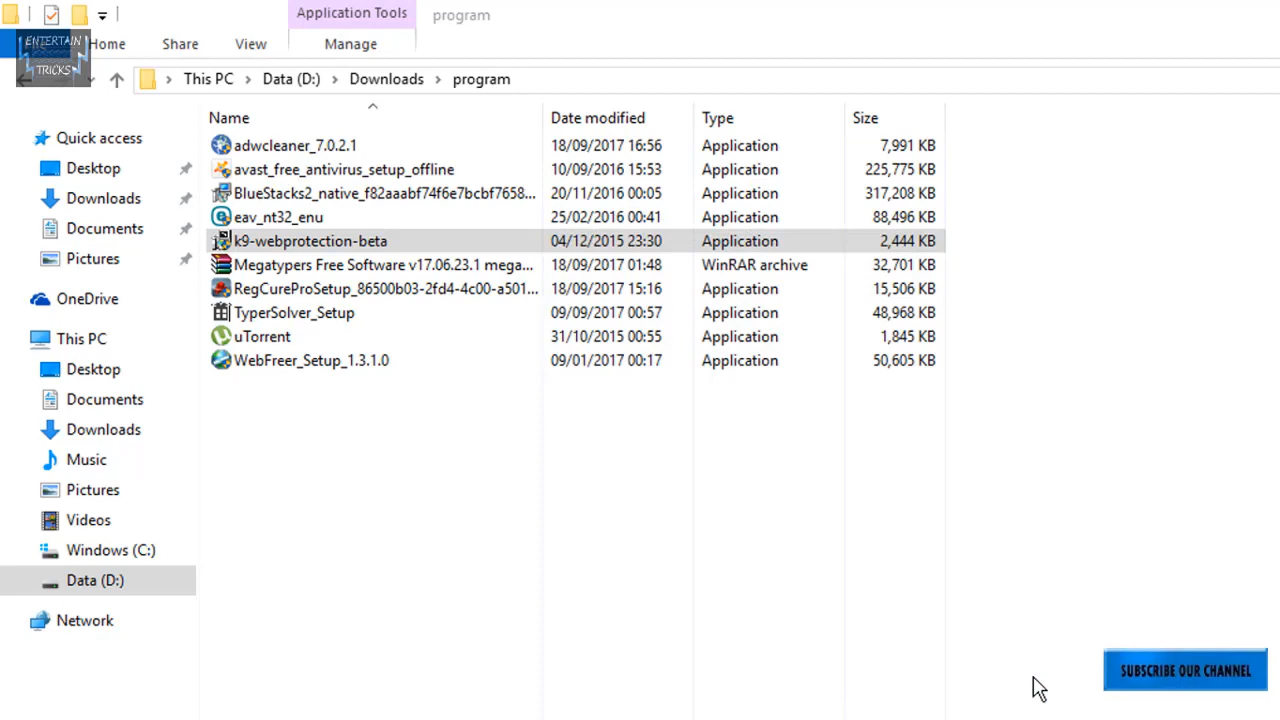 Application Tools program
Home Share View Manage
ENTERTAIN
TRICKS
This PC Data (D:) Downloads program
Name Date modified Type Size
Quick access
Desktop
Downloads
Documents
Pictures
OneDrive
This PC
Desktop
Documents
Downloads
Music
Pictures
Videos
Windows (C:)
Data (D:)
Network
adwcleaner_7.0.2.1 18/09/2017 16:56 Application 7,991 KB
avast_free_antivirus_setup_offline 10/09/2016 15:53 Application 225,775 KB
BlueStacks2_native_f82aaabf74f6e7bcbf7658... 20/11/2016 00:05 Application 317,208 KB
eav_nt32_enu 25/02/2016 00:41 Application 88,496 KB
k9-webprotection-beta 04/12/2015 23:30 Application 2,444 KB
Megatypers Free Software v17.06.23.1 mega... 18/09/2017 01:48 WinRAR archive 32,701 KB
RegCureProSetup_86500b03-2fd4-4c00-a501... 18/09/2017 15:16 Application 15,506 KB
TyperSolver_Setup 09/09/2017 00:57 Application 48,968 KB
uTorrent 31/10/2015 00:55 Application 1,845 KB
WebFreer_Setup_1.3.1.0 09/01/2017 00:17 Application 50,605 KB
SUBSCRIBE OUR CHANNEL